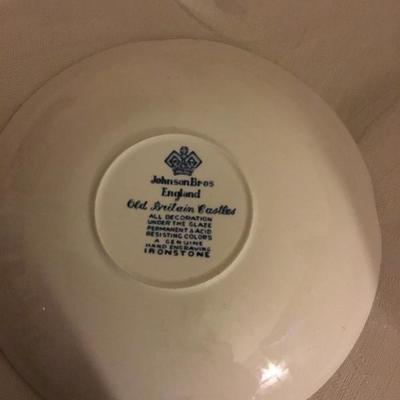 Johnson Bros
England
Old Britain Castles
ALL DECORATION
UNDER THE GLAZE
PERMANENT & ACID
RESISTING COLORS
A GENUINE
HAND ENGRAVING
IRONSTONE